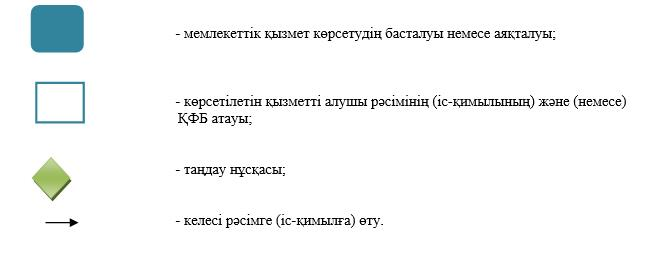 - мемлекеттік қызмет көрсетудің басталуы немесе аяқталуы;
- көрсетілетін қызметті алушы рәсімінің (іс-қимылының) және (немесе)
ҚФБ атауы;
- таңдау нұсқасы;
- келесі рәсімге (іс-қимылға) өту.